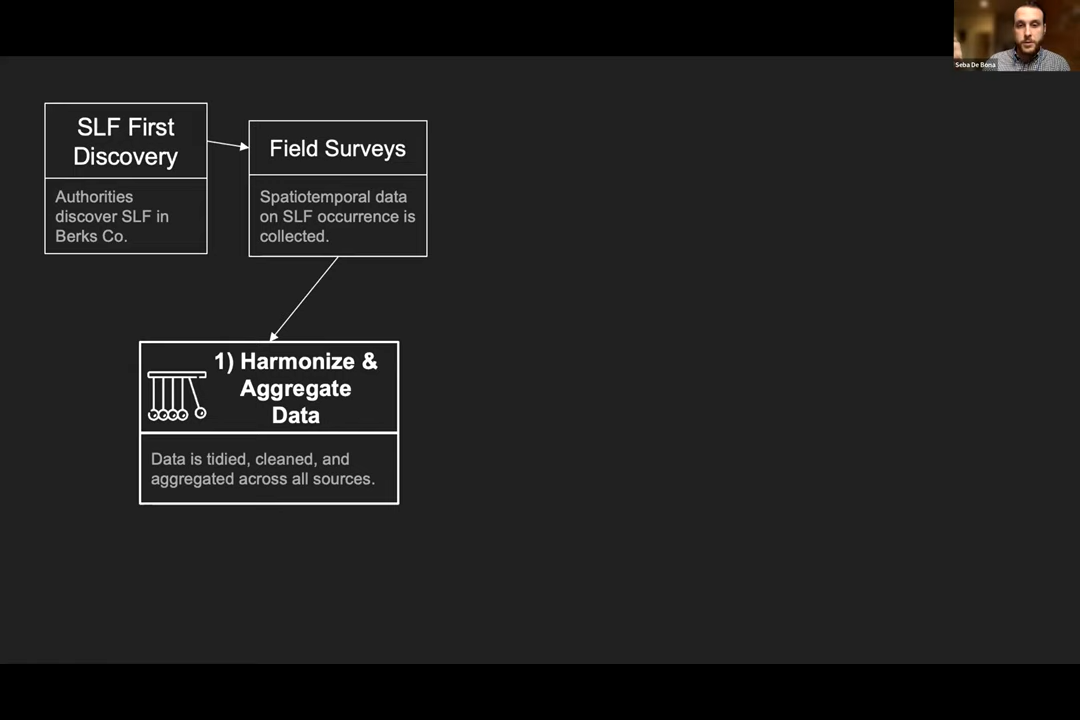 Seba De Bona
SLF First
Discovery
Authorities
discover SLF in
Berks Co.
Field Surveys
Spatiotemporal data
on SLF occurrence is
collected.
1) Harmonize &
Aggregate
Data
Data is tidied, cleaned, and
aggregated across all sources.